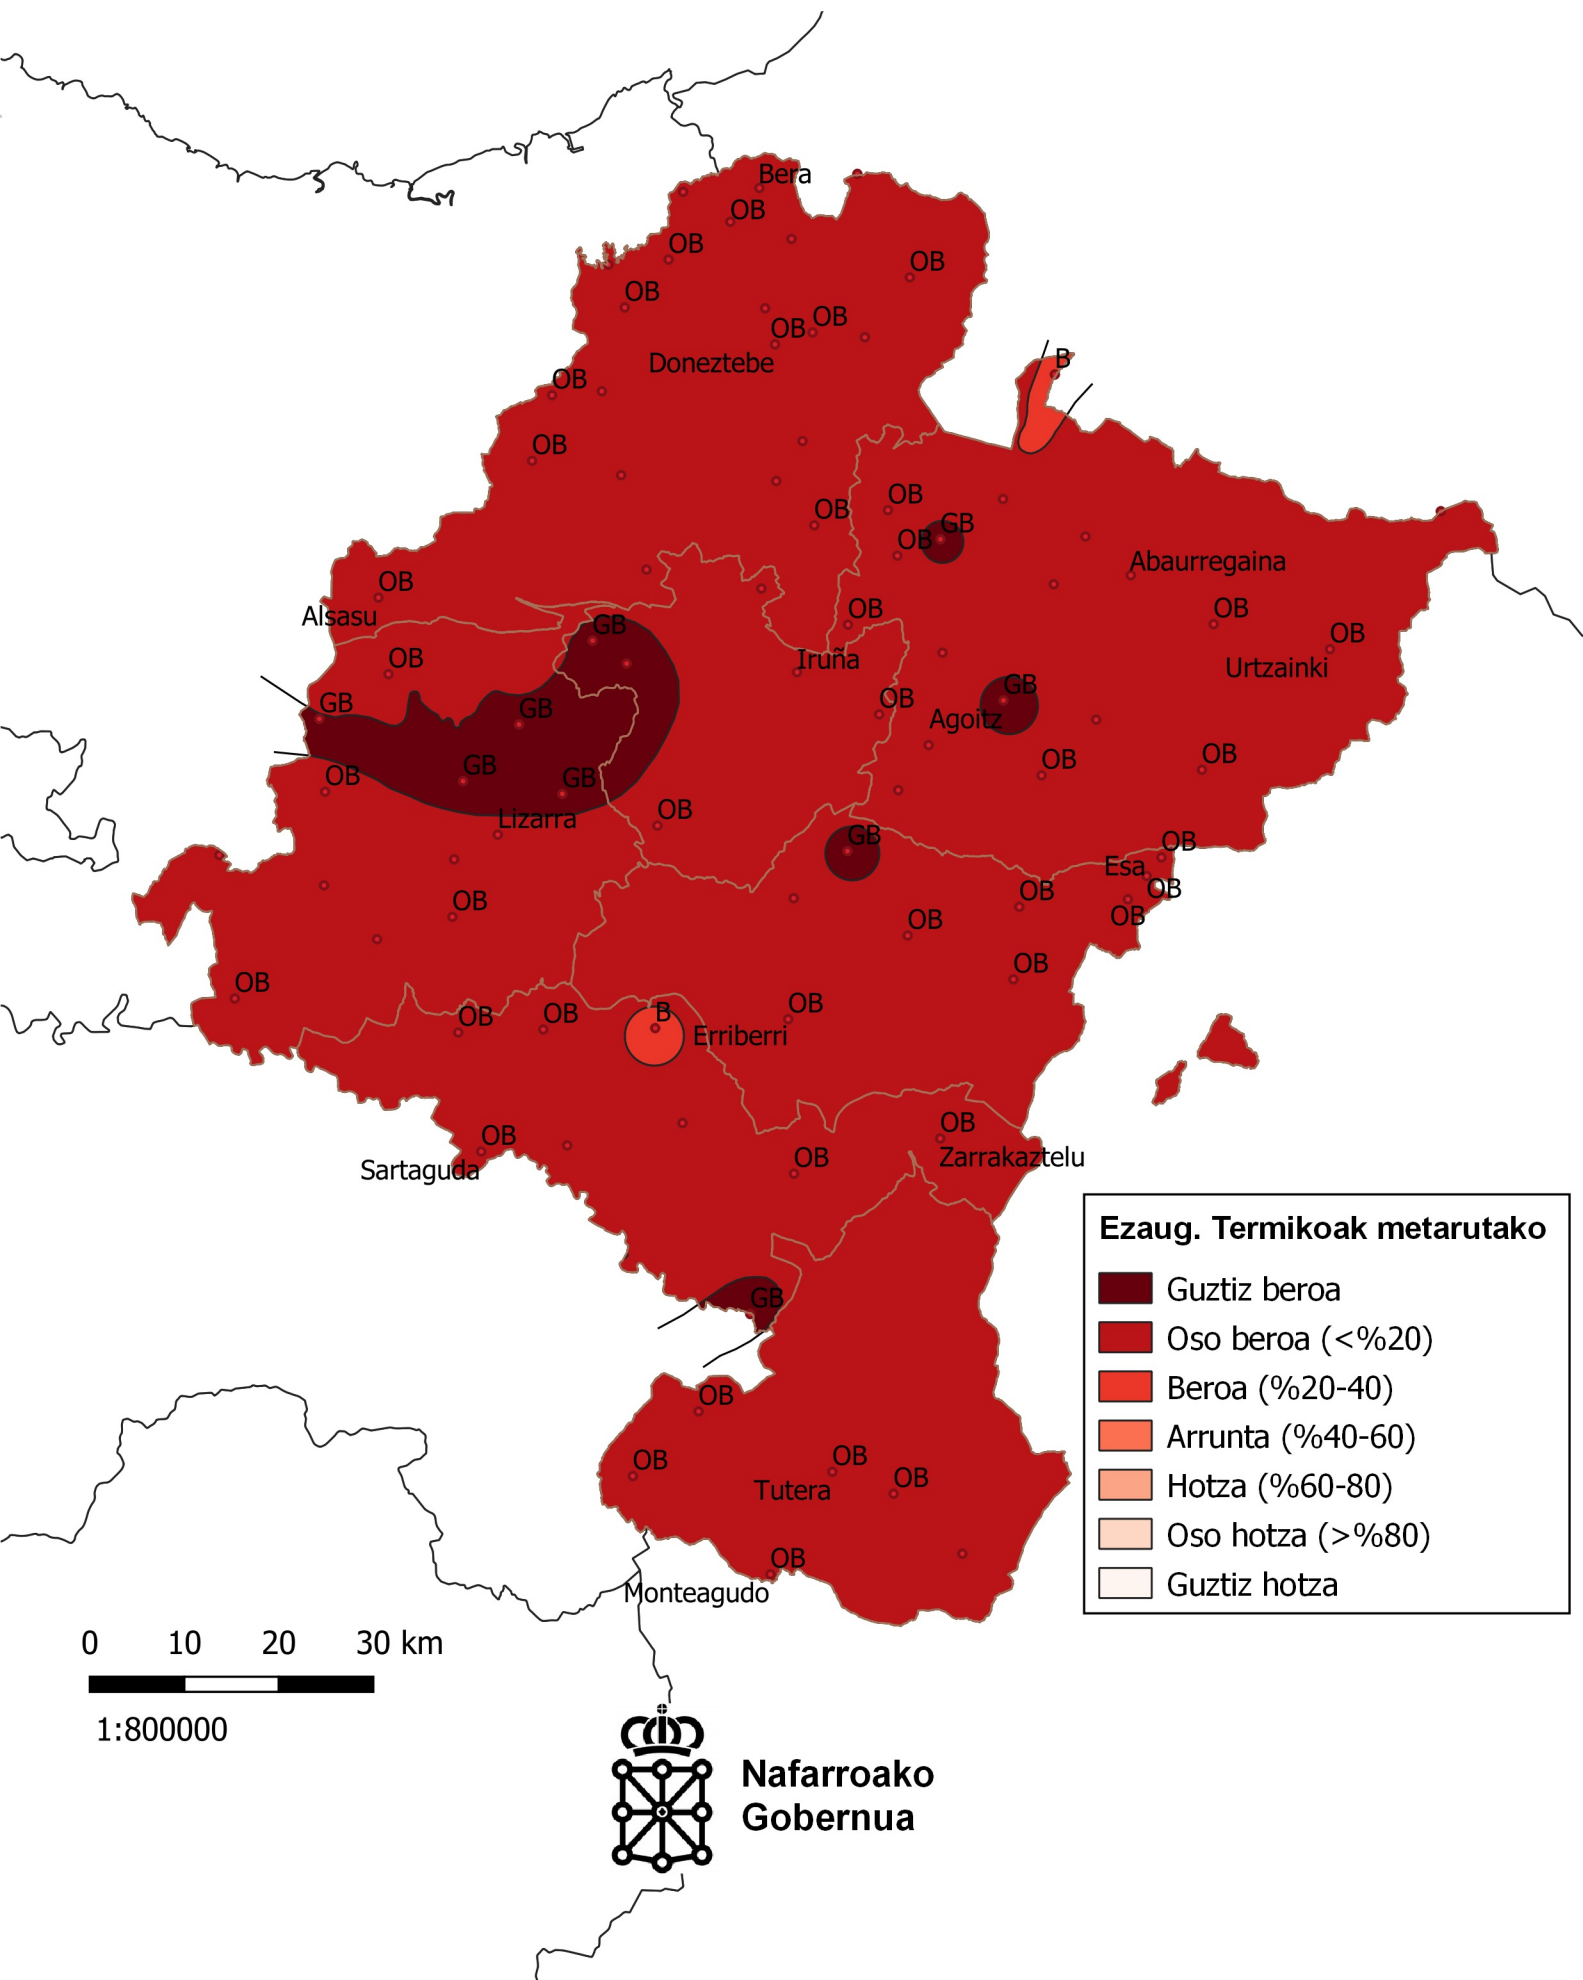 Bera
OB
OB
OB
OB
OB
OB
B
OB
Doneztebe
OB
OB
OB
OB
GB
OB
Abaurregaina
OB
Alsasu
OB
OB
GB
OB
OB
Iruña
Urtzainki
GB
OB
GB
GB
Agoitz
OB
OB
GB
GB
OB
OB
OB
Lizarra
GB
OB
Esa
OB
OB
OB
OB
OB
OB
OB
OB
OB
OB
B
Erriberri
OB
OB
OB
Zarrakaztelu
Sartaguda
GB
OB
OB
OB
OB
Tutera
OB
Monteagudo
Ezaug. Termikoak metarutako
Guztiz beroa
Oso beroa (<%20)
Beroa (%20-40)
Arrunta (%40-60)
Hotza (%60-80)
Oso hotza (>%80)
Guztiz hotza
0 10 20 30 km
1:800000
Nafarroako
Gobernua